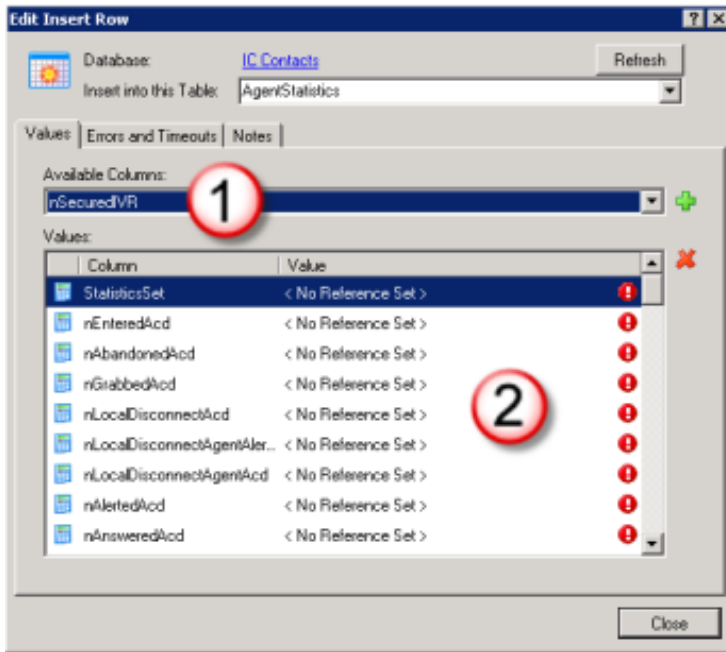 Edit Insert Row
Database: IC Contacts Refresh
Insert into this Table: AgentStatistics
Values Errors and Timeouts Notes
Available Columns:
nSecuredIVR
1
Values:
Column Value
StatisticsSet < No Reference Set >
nEnteredAcd < No Reference Set >
nAbandonedAcd < No Reference Set >
nGrabbedAcd < No Reference Set >
nLocalDisconnectAcd < No Reference Set >
2
nLocalDisconnectAgentAler... < No Reference Set >
nLocalDisconnectAgentAcd < No Reference Set >
nAlertedAcd < No Reference Set >
nAnsweredAcd < No Reference Set >
Close